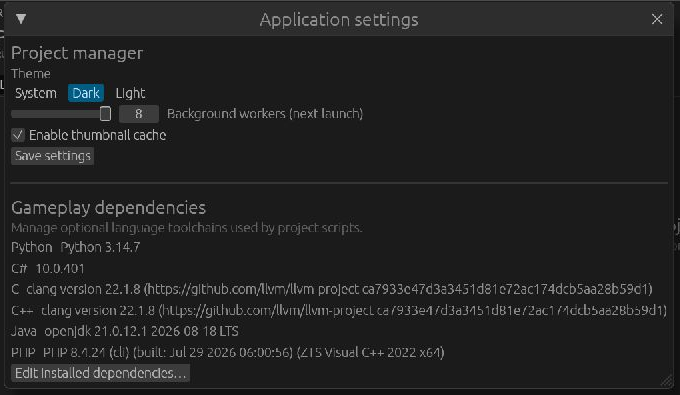 Application settings
Project manager
Theme
System Dark Light
8 Background workers (next launch)
Enable thumbnail cache
Save settings
Gameplay dependencies
Manage optional language toolchains used by project scripts.
Python Python 3.14.7
C# 10.0.401
C clang version 22.1.8 (https://github.com/llvm/llvm-project ca7933e47d3a3451d81e72ac174dcb5aa28b59d1)
C++ clang version 22.1.8 (https://github.com/llvm/llvm-project ca7933e47d3a3451d81e72ac174dcb5aa28b59d1)
Java openjdk 21.0.12.1 2026-08-18 LTS
PHP PHP 8.4.24 (cli) (built: Jul 29 2026 06:00:56) (ZTS Visual C++ 2022 x64)
Edit installed dependencies...